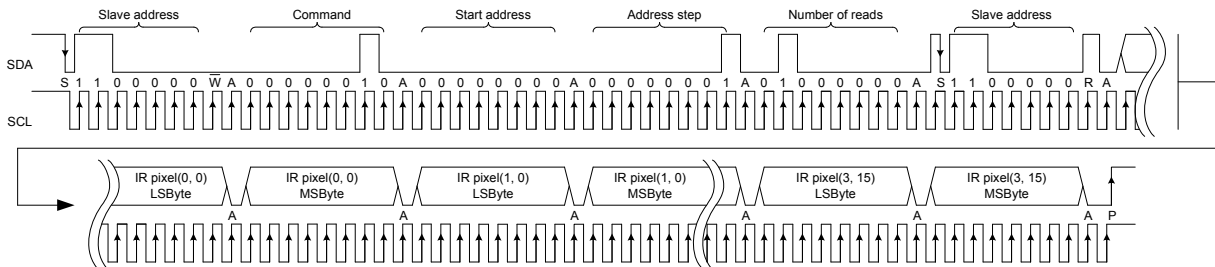 Slave address Command Start address Address step Number of reads Slave address
SDA
S 1 1 0 0 0 0 0 W̅ A 0 0 0 0 0 0 1 0 A 0 0 0 0 0 0 0 0 A 0 0 0 0 0 0 0 1 A 0 1 0 0 0 0 0 0 A S 1 1 0 0 0 0 0 R A
SCL
IR pixel(0, 0) IR pixel(0, 0) IR pixel(1, 0) IR pixel(1, 0) IR pixel(3, 15) IR pixel(3, 15)
LSByte MSByte LSByte MSByte LSByte MSByte
A A A A A A P